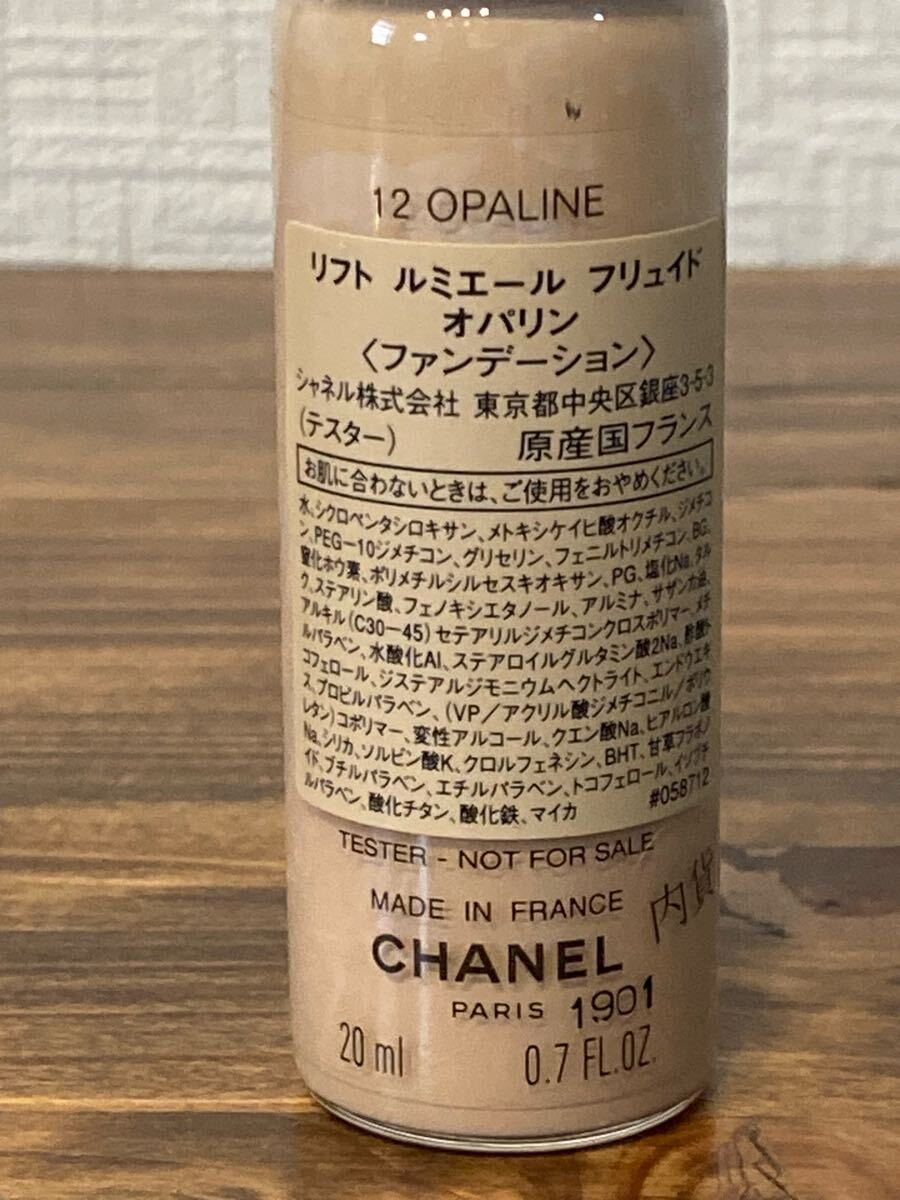 12 OPALINE
リフト ルミエール フリュイド
オパリン
〈ファンデーション〉
シャネル株式会社 東京都中央区銀座3-5-3
(テスター) 原産国フランス
お肌に合わないときは、ご使用をおやめください。
水、シクロペンタシロキサン、メトキシケイヒ酸オクチル、ジメチコ
ン、PEG-10ジメチコン、グリセリン、フェニルトリメチコン、BG、
窒化ホウ素、ポリメチルシルセスキオキサン、PG、塩化Na、タル
ク、ステアリン酸、フェノキシエタノール、アルミナ、サザンカ油、
アルキル(C30-45)セテアリルジメチコンクロスポリマー、メチ
ルパラベン、水酸化Al、ステアロイルグルタミン酸2Na、酢酸ト
コフェロール、ジステアルジモニウムヘクトライト、エンドウエキ
ス、プロピルパラベン、(VP/アクリル酸ジメチコニル/ポリウ
レタン)コポリマー、変性アルコール、クエン酸Na、ヒアルロン酸
Na、シリカ、ソルビン酸K、クロルフェネシン、BHT、甘草フラボノ
イド、ブチルパラベン、エチルパラベン、トコフェロール、イソブチ
ルパラベン、酸化チタン、酸化鉄、マイカ #058712
TESTER - NOT FOR SALE
MADE IN FRANCE
内貨
CHANEL
PARIS 1901
20 ml 0.7 FL.OZ.